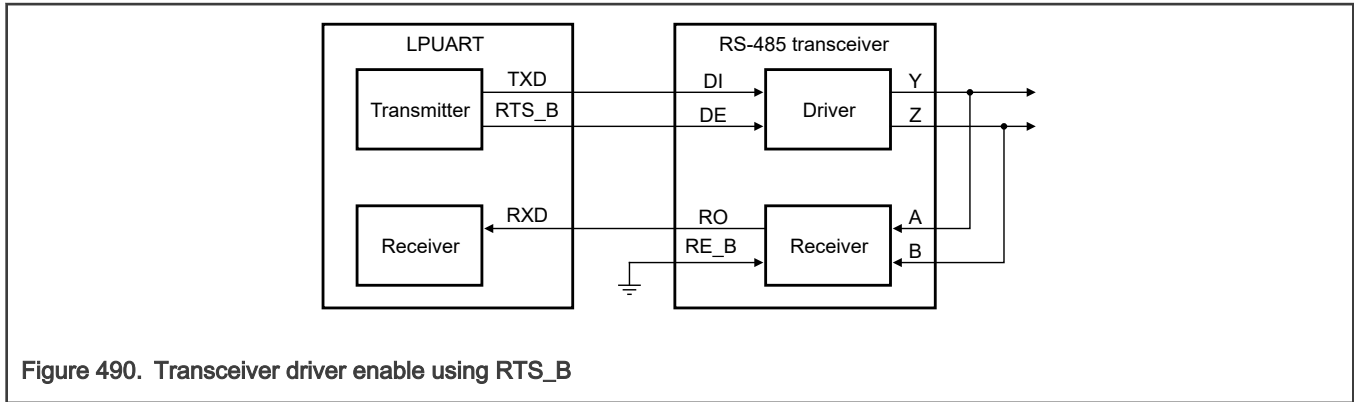 LPUART
RS-485 transceiver
Transmitter
TXD
RTS_B
DI
DE
Driver
Y
Z
Receiver
RXD
RO
RE_B
Receiver
A
B
Figure 490. Transceiver driver enable using RTS_B